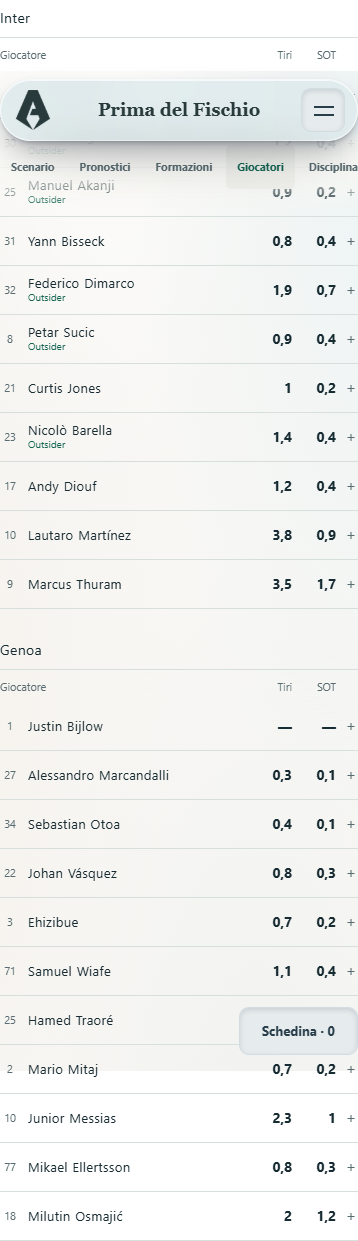 Inter
Giocatore Tiri SOT
Prima del Fischio
Scenario Pronostici Formazioni Giocatori Disciplina
25 Manuel Akanji 0,9 0,2 +
Outsider
31 Yann Bisseck 0,8 0,4 +
32 Federico Dimarco 1,9 0,7 +
Outsider
8 Petar Sucic 0,9 0,4 +
Outsider
21 Curtis Jones 1 0,2 +
23 Nicolò Barella 1,4 0,4 +
Outsider
17 Andy Diouf 1,2 0,4 +
10 Lautaro Martínez 3,8 0,9 +
9 Marcus Thuram 3,5 1,7 +
Genoa
Giocatore Tiri SOT
1 Justin Bijlow — — +
27 Alessandro Marcandalli 0,3 0,1 +
34 Sebastian Otoa 0,4 0,1 +
22 Johan Vásquez 0,8 0,3 +
3 Ehizibue 0,7 0,2 +
71 Samuel Wiafe 1,1 0,4 +
25 Hamed Traoré
Schedina · 0
2 Mario Mitaj 0,7 0,2 +
10 Junior Messias 2,3 1 +
77 Mikael Ellertsson 0,8 0,3 +
18 Milutin Osmajić 2 1,2 +